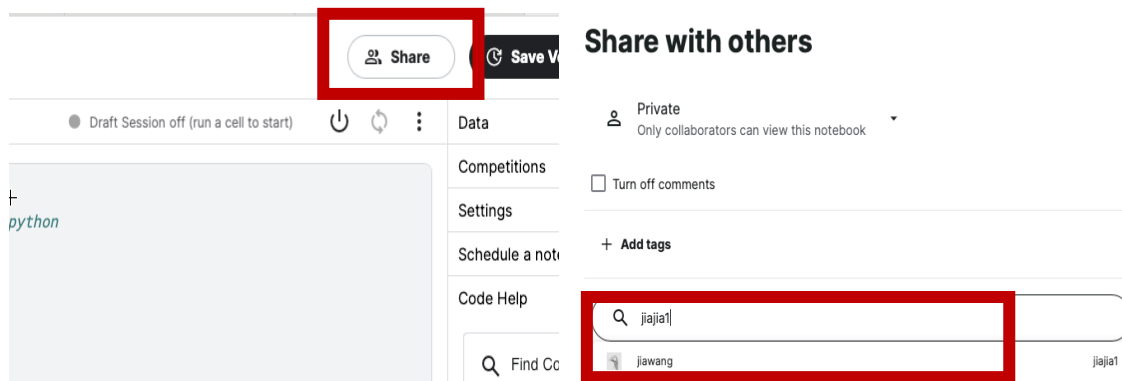 Share
Save V
Draft Session off (run a cell to start)
Data
Competitions
Settings
python
Schedule a note
Code Help
Find Co
Share with others
Private
Only collaborators can view this notebook
Turn off comments
+ Add tags
jiajia1
jiawang jiajia1